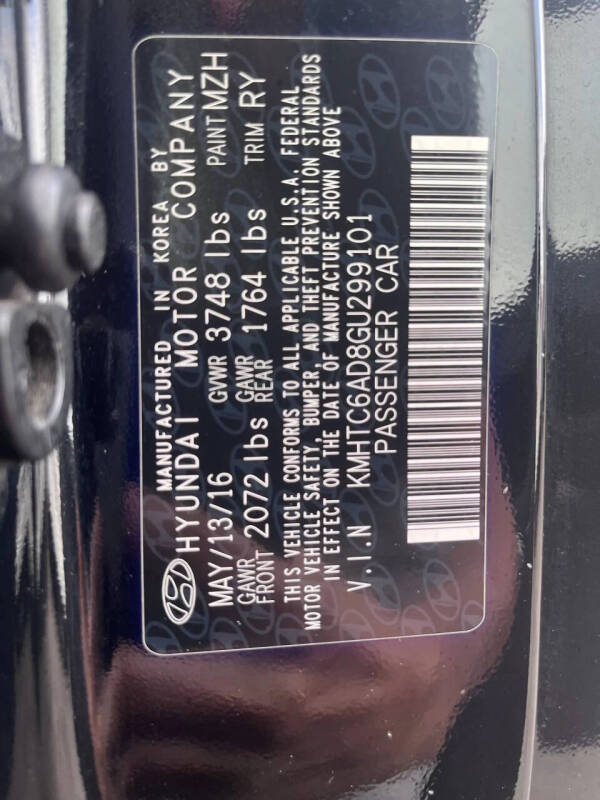 MANUFACTURED IN KOREA BY
HYUNDAI MOTOR COMPANY
MAY/13/16 GVWR 3748 lbs PAINT MZH
GAWR FRONT 2072 lbs GAWR REAR 1764 lbs TRIM RY
THIS VEHICLE CONFORMS TO ALL APPLICABLE U.S.A. FEDERAL
MOTOR VEHICLE SAFETY, BUMPER, AND THEFT PREVENTION STANDARDS
IN EFFECT ON THE DATE OF MANUFACTURE SHOWN ABOVE
V.I.N KMHTC6AD8GU299101
PASSENGER CAR